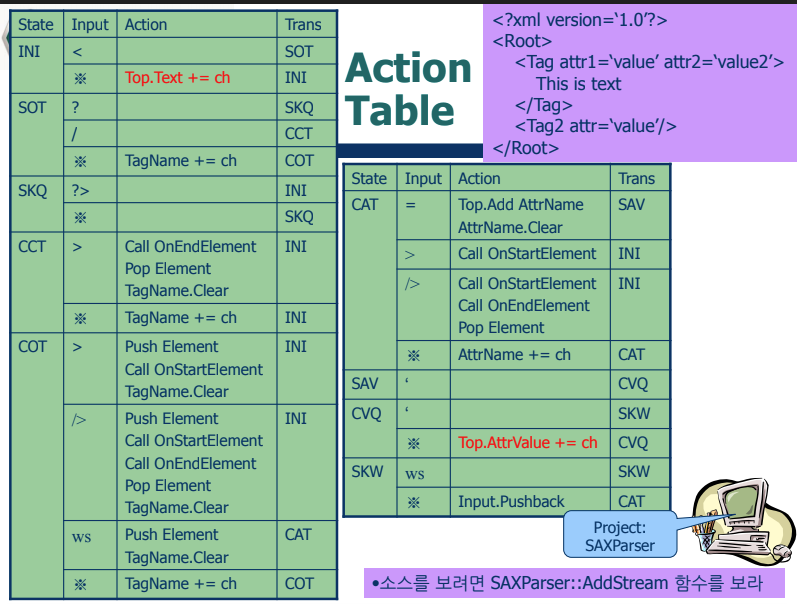 State Input Action Trans
INI < SOT
※ Top.Text += ch INI
SOT ? SKQ
/ CCT
※ TagName += ch COT
SKQ ?> INI
※ SKQ
CCT > Call OnEndElement INI
Pop Element
TagName.Clear
※ TagName += ch INI
COT > Push Element INI
Call OnStartElement
TagName.Clear
/> Push Element INI
Call OnStartElement
Call OnEndElement
Pop Element
TagName.Clear
ws Push Element CAT
TagName.Clear
※ TagName += ch COT
Action
Table
<?xml version=‘1.0’?>
<Root>
<Tag attr1=‘value’ attr2=‘value2’>
This is text
</Tag>
<Tag2 attr=‘value’/>
</Root>
State Input Action Trans
CAT = Top.Add AttrName SAV
AttrName.Clear
> Call OnStartElement INI
/> Call OnStartElement INI
Call OnEndElement
Pop Element
※ AttrName += ch CAT
SAV ‘ CVQ
CVQ ‘ SKW
※ Top.AttrValue += ch CVQ
SKW ws SKW
※ Input.Pushback CAT
Project:
SAXParser
•소스를 보려면 SAXParser::AddStream 함수를 보라